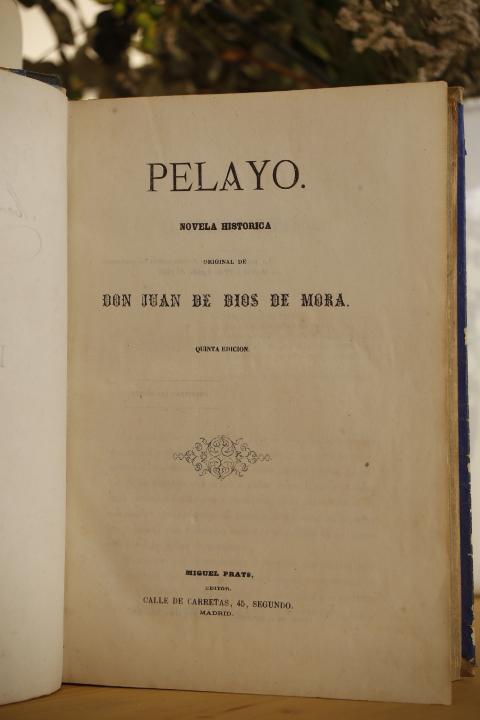 PELAYO.
NOVELA HISTORICA
ORIGINAL DE
DON JUAN DE DIOS DE MORA.
QUINTA EDICION.
MIGUEL PRATS,
EDITOR.
CALLE DE CARRETAS, 45, SEGUNDO.
MADRID.